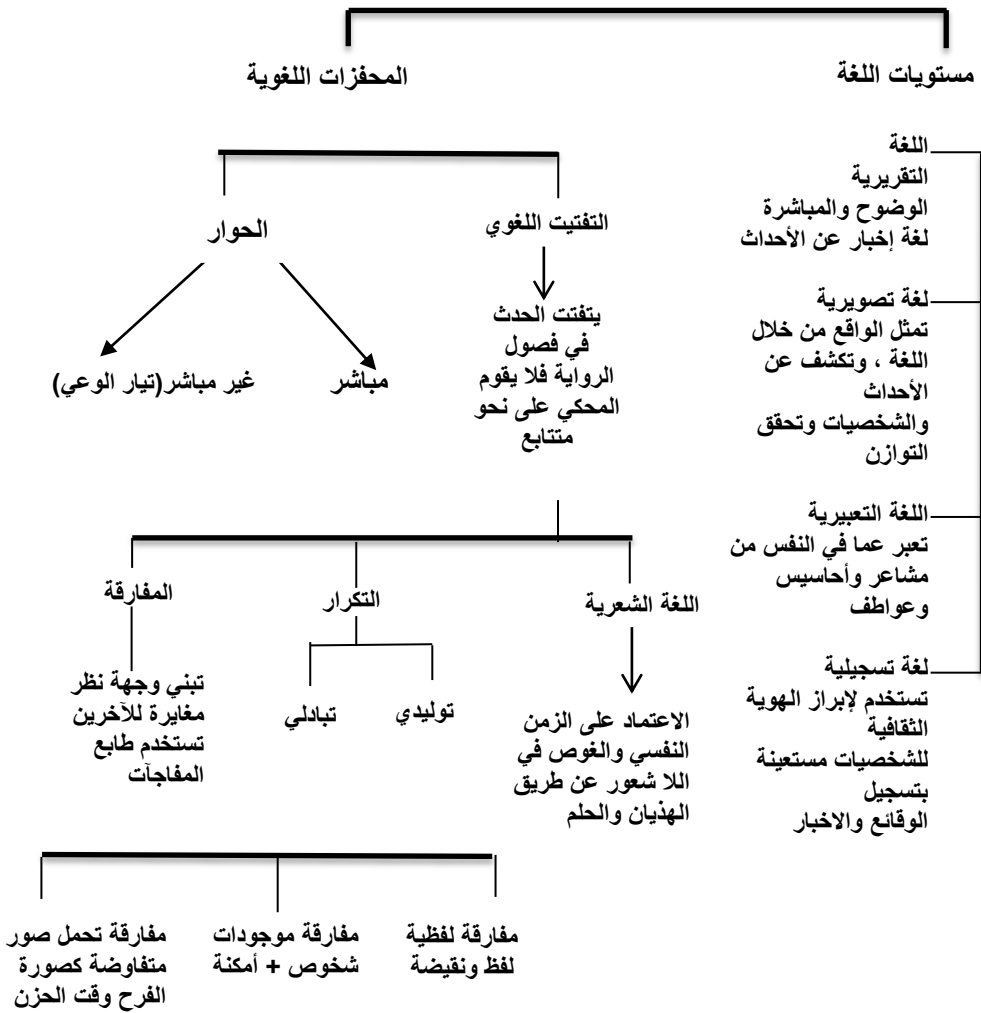 مستويات اللغة
المحفزات اللغوية
اللغة
التقريرية
الوضوح والمباشرة
لغة إخبار عن الأحداث
لغة تصويرية
تمثل الواقع من خلال
اللغة ، وتكشف عن
الأحداث
والشخصيات وتحقق
التوازن
اللغة التعبيرية
تعبر عما في النفس من
مشاعر وأحاسيس
وعواطف
لغة تسجيلية
تستخدم لإبراز الهوية
الثقافية
للشخصيات مستعينة
بتسجيل
الوقائع والاخبار
التفتيت اللغوي
يتفتت الحدث
في فصول
الرواية فلا يقوم
المحكي على نحو
متتابع
الحوار
مباشر
غير مباشر(تيار الوعي)
اللغة الشعرية
الاعتماد على الزمن
النفسي والغوص في
اللا شعور عن طريق
الهذيان والحلم
التكرار
توليدي
تبادلي
المفارقة
تبني وجهة نظر
مغايرة للآخرين
تستخدم طابع
المفاجآت
مفارقة لفظية
لفظ ونقيضة
مفارقة موجودات
شخوص + أمكنة
مفارقة تحمل صور
متفاوضة كصورة
الفرح وقت الحزن